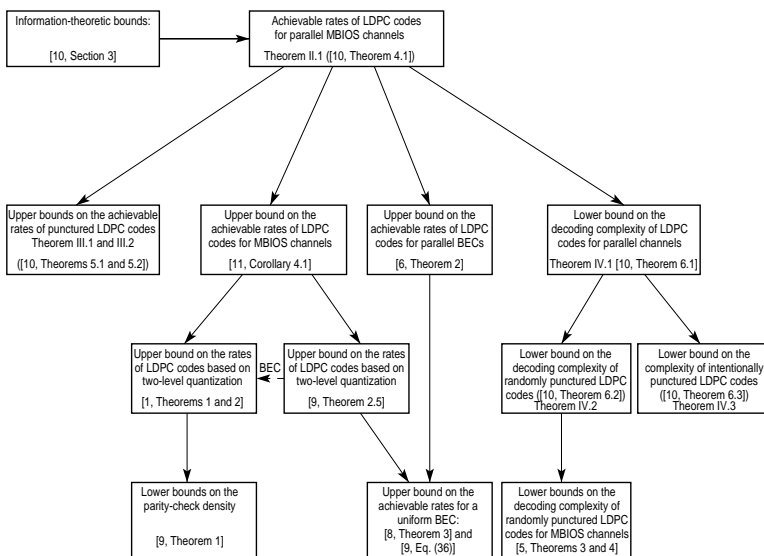 Information-theoretic bounds:
[10, Section 3]
Achievable rates of LDPC codes
for parallel MBIOS channels
Theorem II.1 ([10, Theorem 4.1])
Upper bounds on the achievable
rates of punctured LDPC codes
Theorem III.1 and III.2
([10, Theorems 5.1 and 5.2])
Upper bound on the
achievable rates of LDPC
codes for MBIOS channels
[11, Corollary 4.1]
Upper bound on the
achievable rates of LDPC
codes for parallel BECs
[6, Theorem 2]
Lower bound on the
decoding complexity of LDPC
codes for parallel channels
Theorem IV.1 [10, Theorem 6.1]
Upper bound on the rates
of LDPC codes based on
two-level quantization
[1, Theorems 1 and 2]
BEC
Upper bound on the rates
of LDPC codes based on
two-level quantization
[9, Theorem 2.5]
Lower bound on the
decoding complexity of
randomly punctured LDPC
codes ([10, Theorem 6.2])
Theorem IV.2
Lower bound on the
complexity of intentionally
punctured LDPC codes
([10, Theorem 6.3])
Theorem IV.3
Lower bounds on the
parity-check density
[9, Theorem 1]
Upper bound on the
achievable rates for a
uniform BEC:
[8, Theorem 3] and
[9, Eq. (36)]
Lower bounds on the
decoding complexity of
randomly punctured LDPC
codes for MBIOS channels
[5, Theorems 3 and 4]